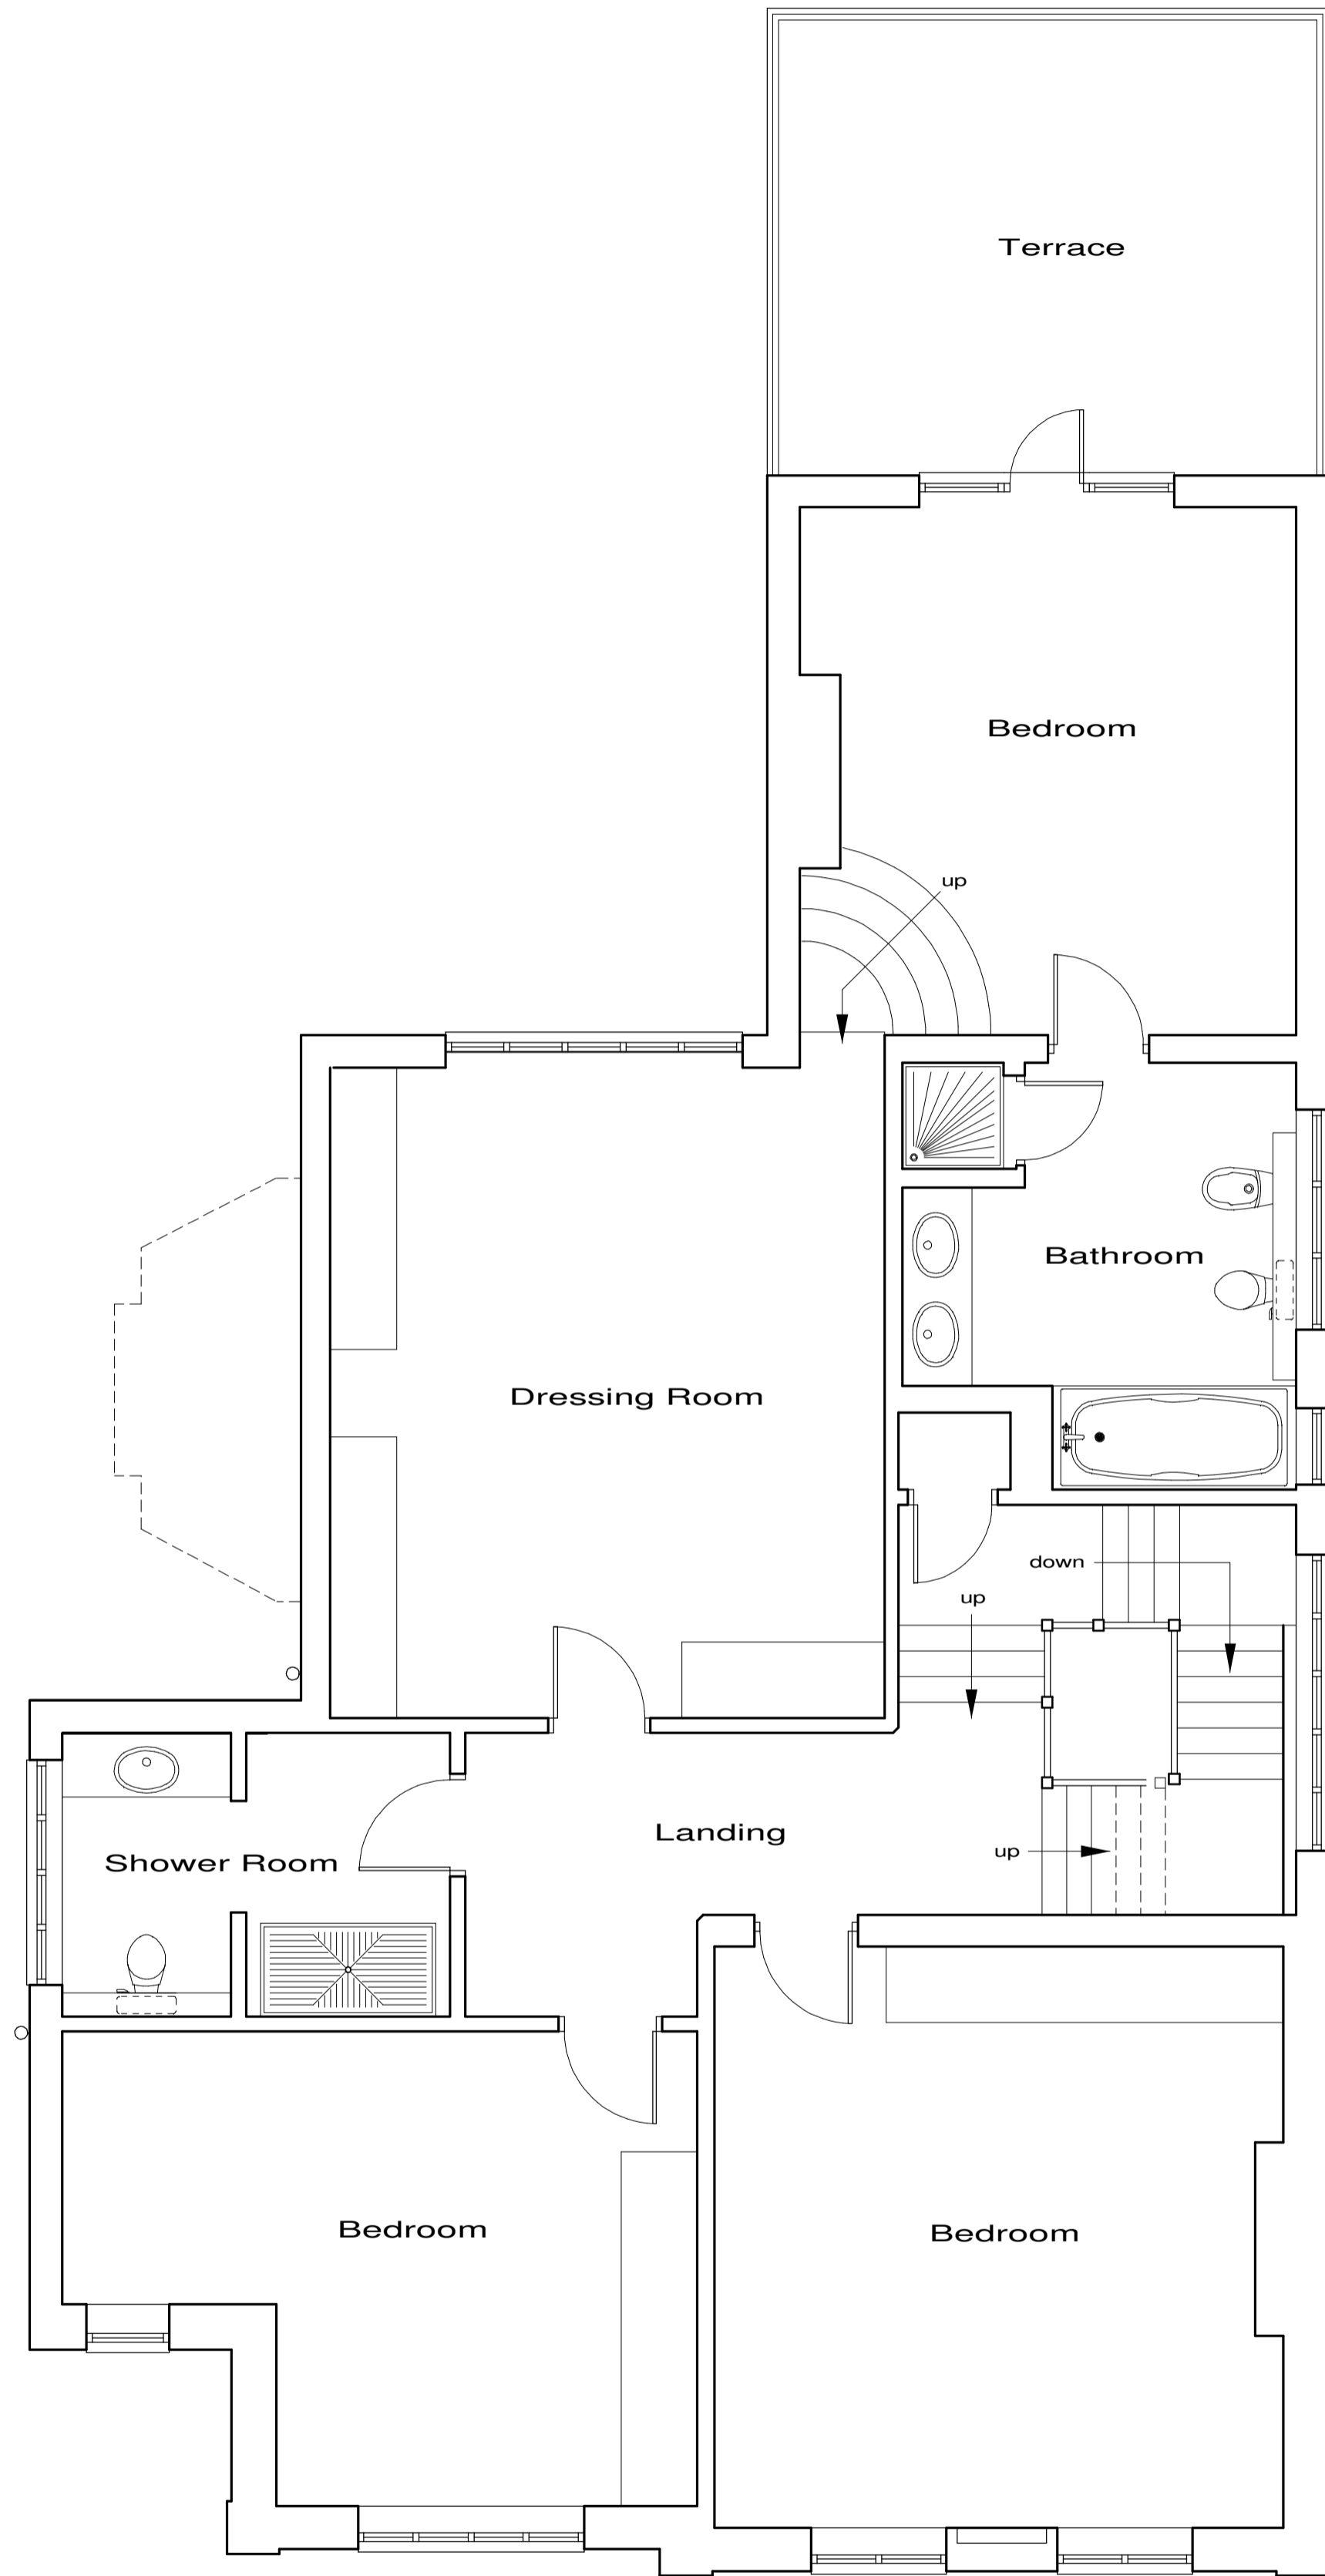 Terrace
Bedroom
up
Bathroom
Dressing Room
down
up
Landing
up
Shower Room
Bedroom
Bedroom